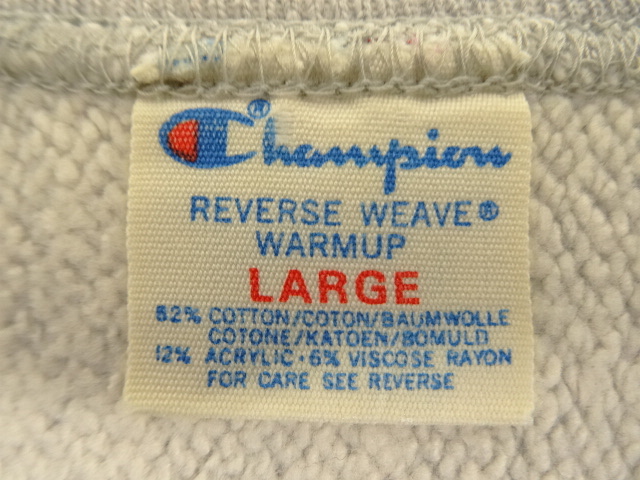 Champion®
REVERSE WEAVE®
WARMUP
LARGE
82% COTTON/COTON/BAUMWOLLE
COTONE/KATOEN/BOMULD
12% ACRYLIC·6% VISCOSE RAYON
FOR CARE SEE REVERSE